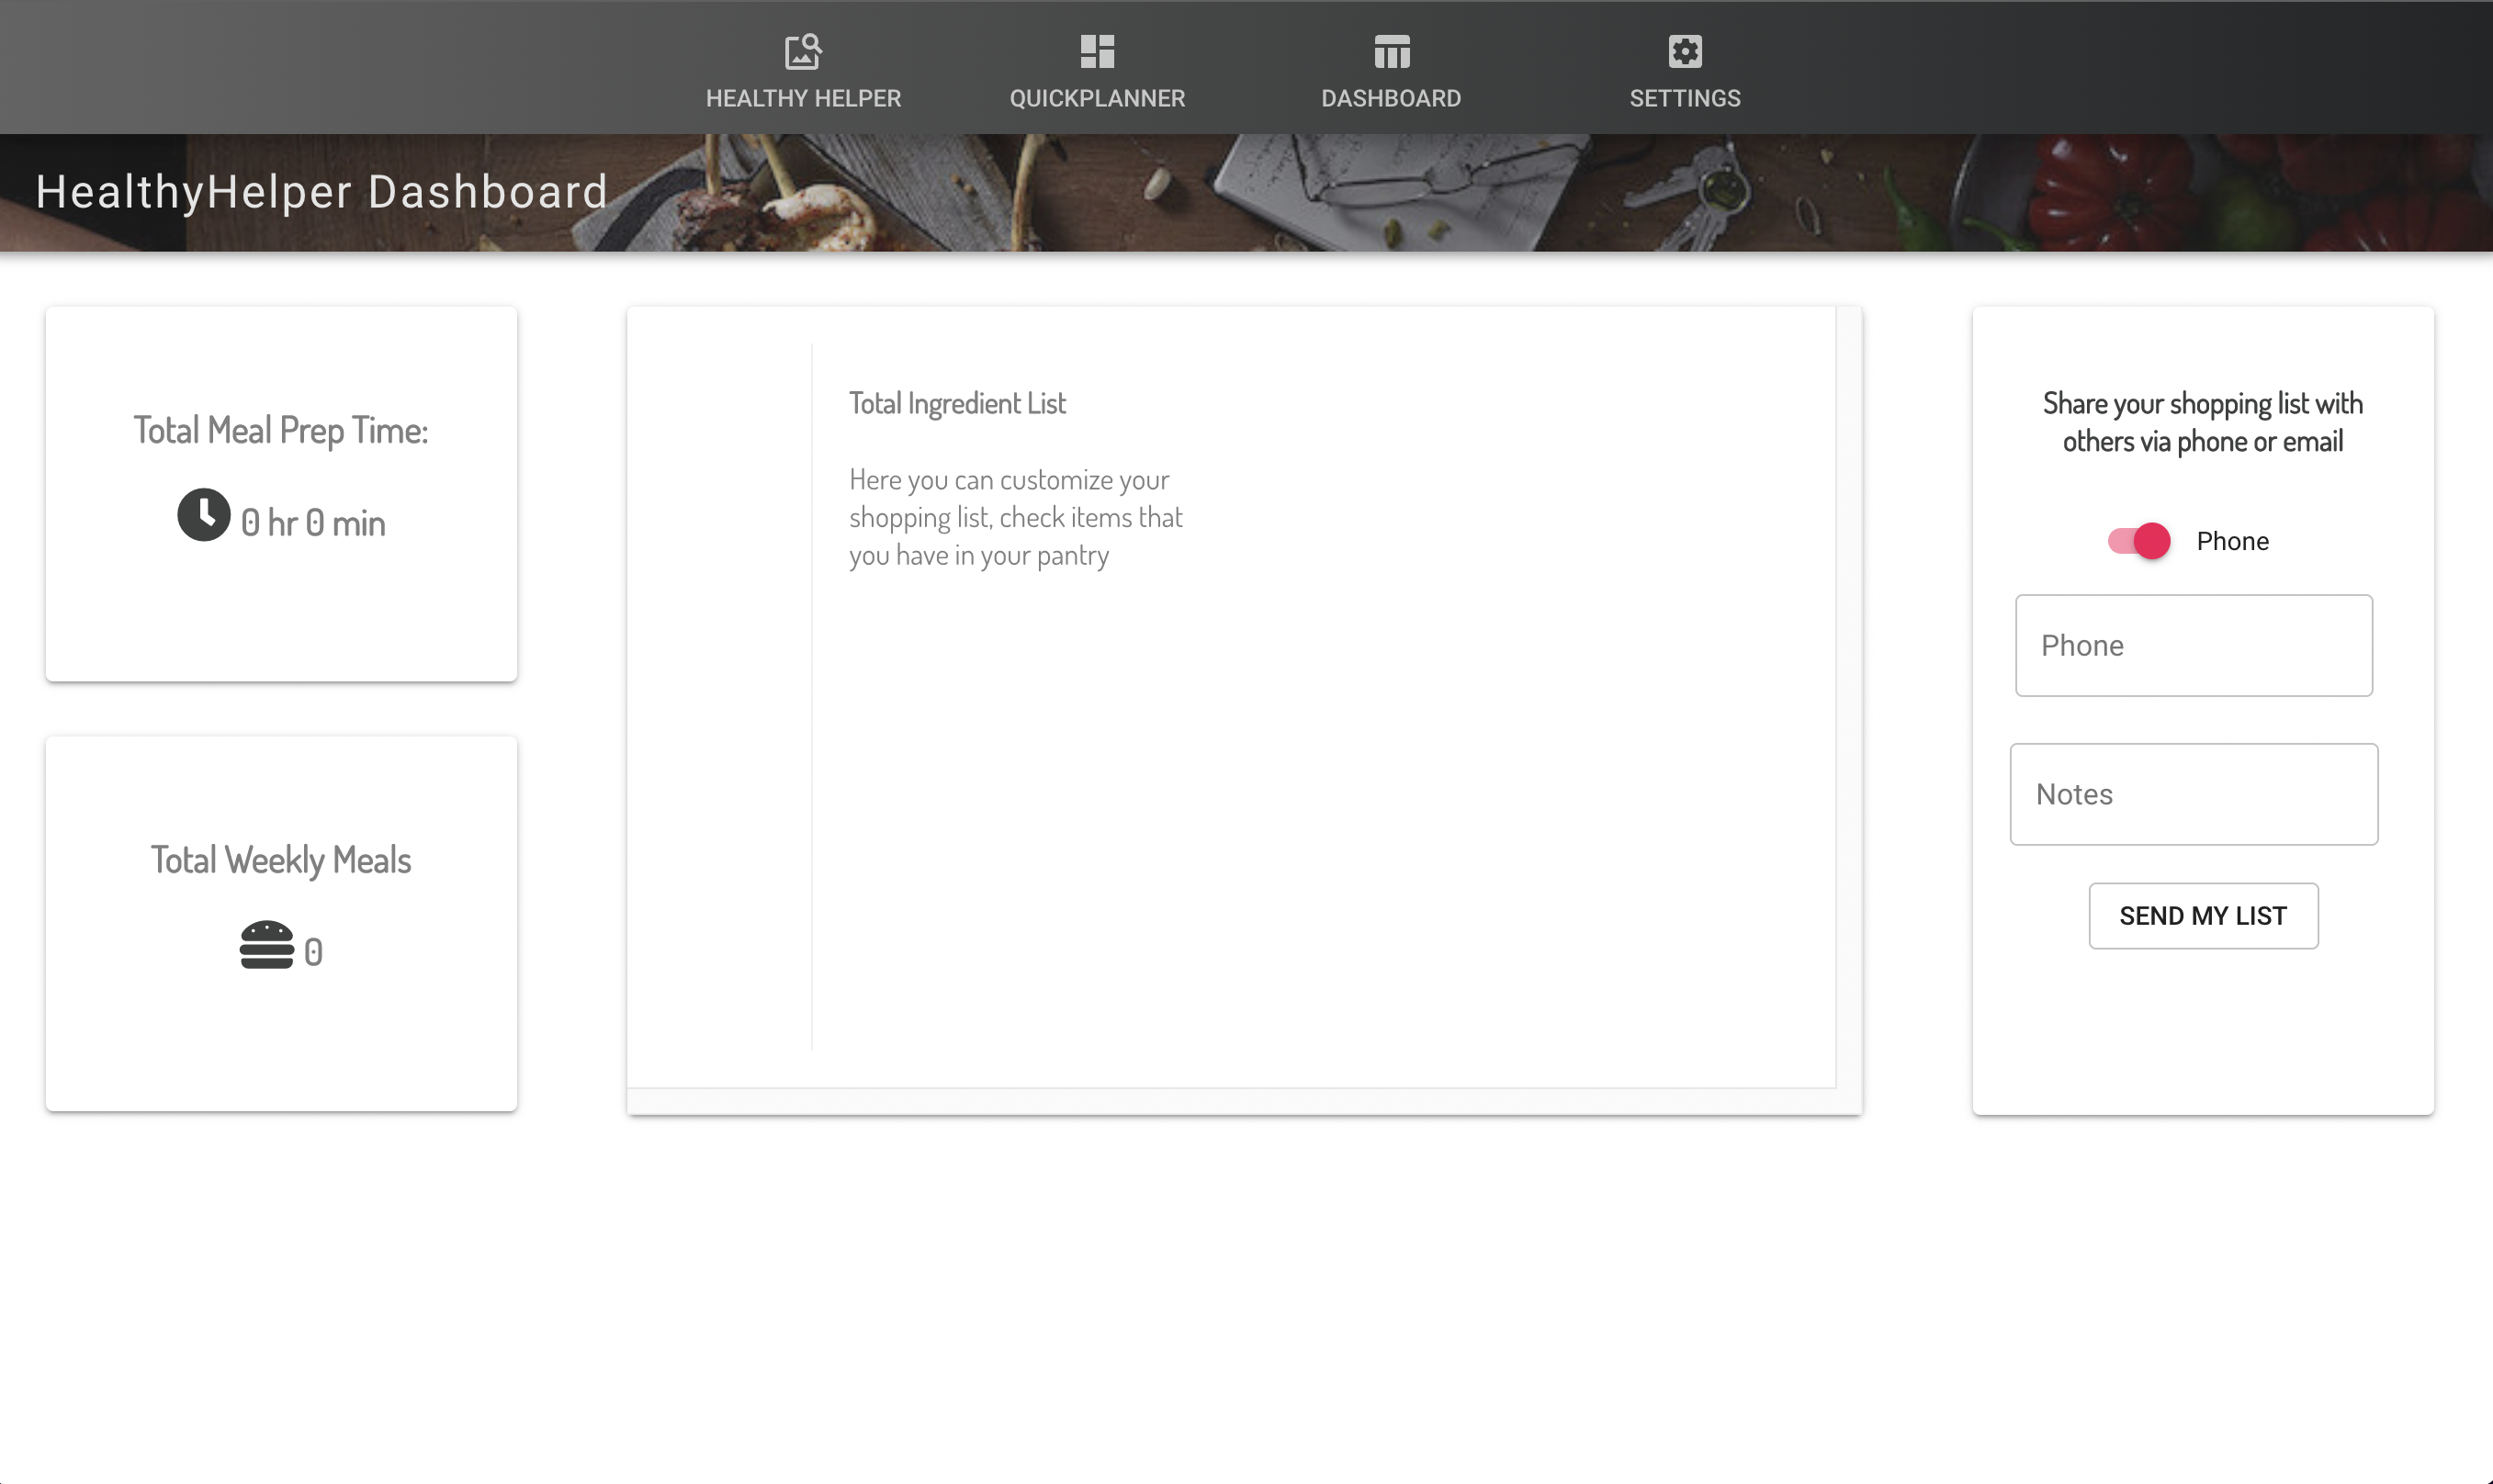 HEALTHY HELPER
QUICKPLANNER
DASHBOARD
SETTINGS
HealthyHelper Dashboard
Total Meal Prep Time:
0 hr 0 min
Total Weekly Meals
0
Total Ingredient List
Here you can customize your
shopping list, check items that
you have in your pantry
Share your shopping list with
others via phone or email
Phone
Phone
Notes
SEND MY LIST